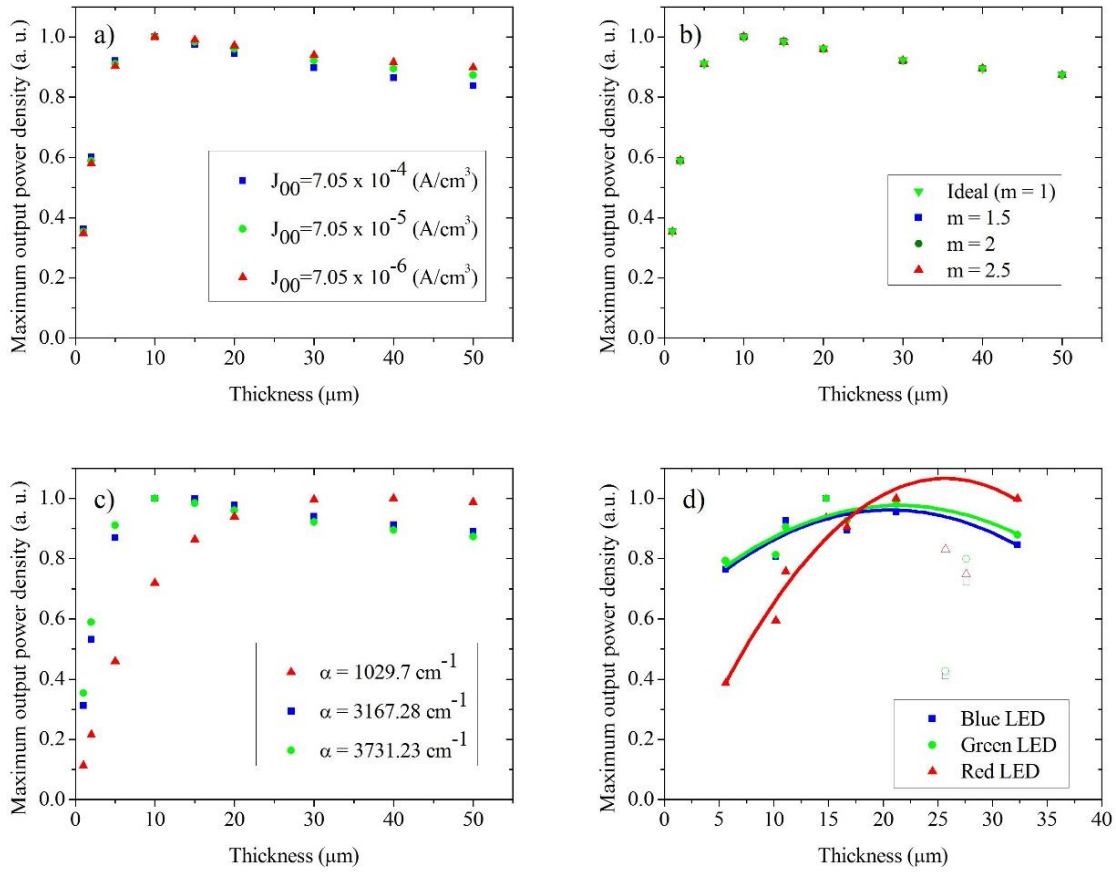 a)
Maximum output power density (a. u.)
1.0
0.8
0.6
0.4
0.2
0.0
J00=7.05 x 10-4 (A/cm3)
J00=7.05 x 10-5 (A/cm3)
J00=7.05 x 10-6 (A/cm3)
0 10 20 30 40 50
Thickness (μm)
b)
Maximum output power density (a. u.)
1.0
0.8
0.6
0.4
0.2
0.0
Ideal (m = 1)
m = 1.5
m = 2
m = 2.5
0 10 20 30 40 50
Thickness (μm)
c)
Maximum output power density (a. u.)
1.0
0.8
0.6
0.4
0.2
0.0
α = 1029.7 cm-1
α = 3167.28 cm-1
α = 3731.23 cm-1
0 10 20 30 40 50
Thickness (μm)
d)
Maximum output power density (a.u.)
1.0
0.8
0.6
0.4
0.2
0.0
Blue LED
Green LED
Red LED
0 5 10 15 20 25 30 35 40
Thickness (μm)